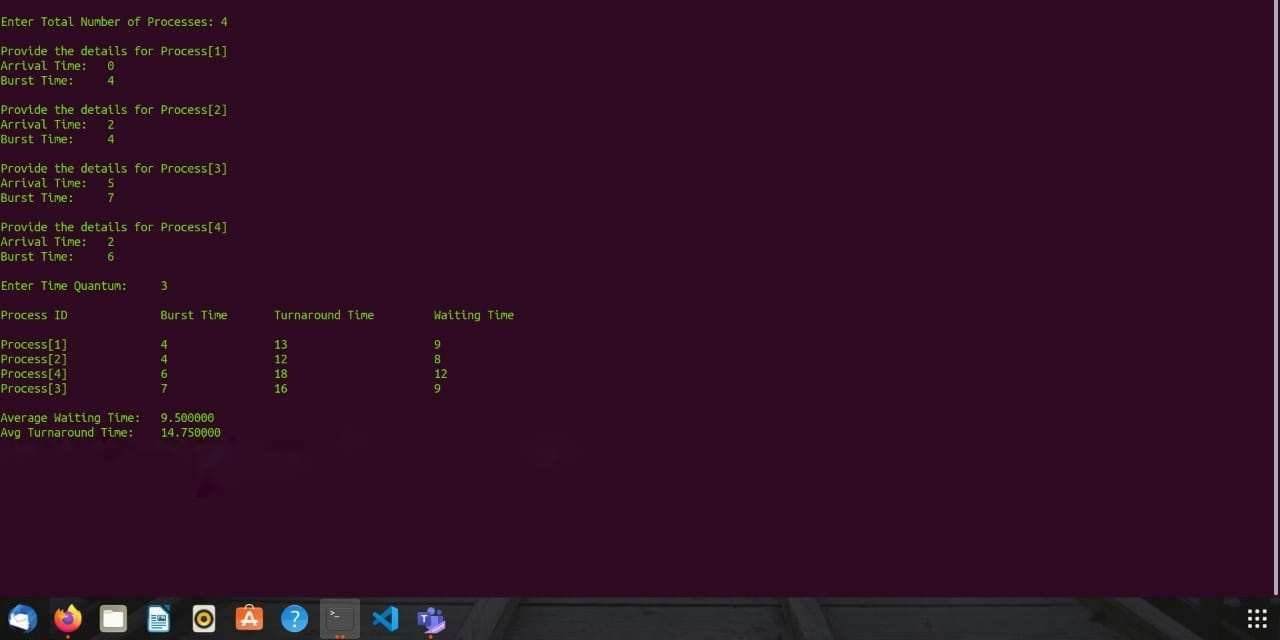 Enter Total Number of Processes: 4
Provide the details for Process[1]
Arrival Time: 0
Burst Time: 4
Provide the details for Process[2]
Arrival Time: 2
Burst Time: 4
Provide the details for Process[3]
Arrival Time: 5
Burst Time: 7
Provide the details for Process[4]
Arrival Time: 2
Burst Time: 6
Enter Time Quantum: 3
Process ID Burst Time Turnaround Time Waiting Time
Process[1] 4 13 9
Process[2] 4 12 8
Process[4] 6 18 12
Process[3] 7 16 9
Average Waiting Time: 9.500000
Avg Turnaround Time: 14.750000